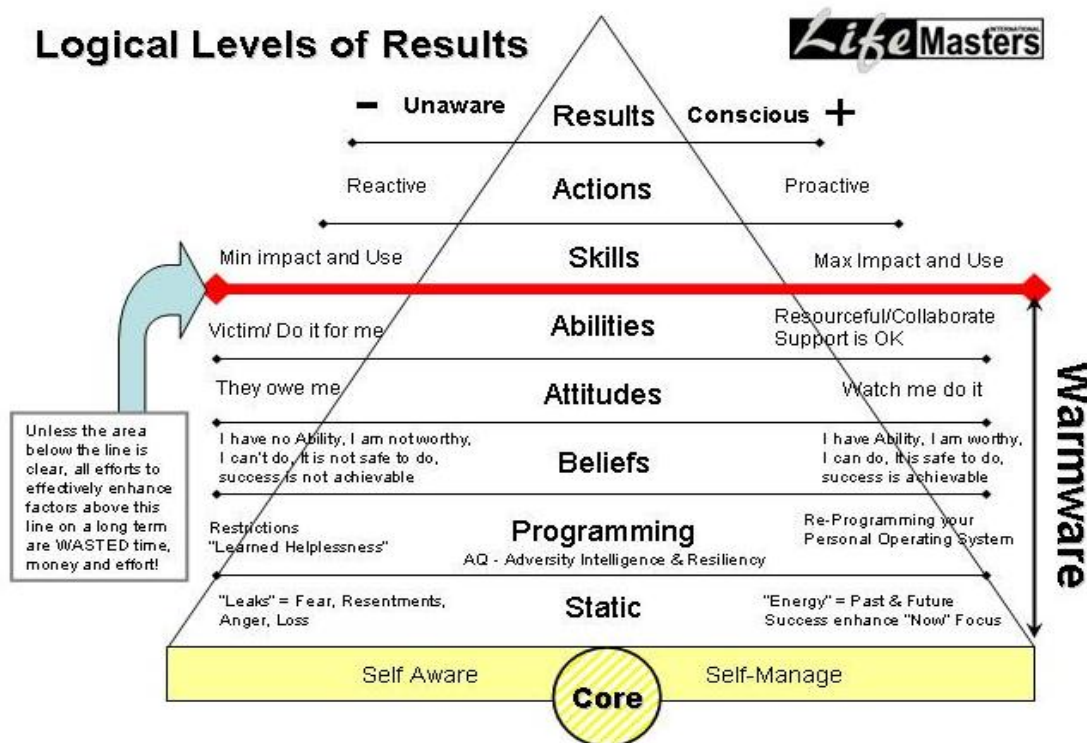 Logical Levels of Results
Life Masters
INTERNATIONAL
- Unaware
Results
Conscious +
Reactive
Actions
Proactive
Min impact and Use
Skills
Max Impact and Use
Victim/ Do it for me
Abilities
Resourceful/Collaborate
Support is OK
They owe me
Attitudes
Watch me do it
I have no Ability, I am not worthy,
I can't do, It is not safe to do,
success is not achievable
Beliefs
I have Ability, I am worthy,
I can do, It is safe to do,
success is achievable
Restrictions
"Learned Helplessness"
Programming
AQ - Adversity Intelligence & Resiliency
Re-Programming your
Personal Operating System
"Leaks" = Fear, Resentments,
Anger, Loss
Static
"Energy" = Past & Future
Success enhance "Now" Focus
Self Aware
Core
Self-Manage
Unless the area
below the line is
clear, all efforts to
effectively enhance
factors above this
line on a long term
are WASTED time,
money and effort!
Warmware